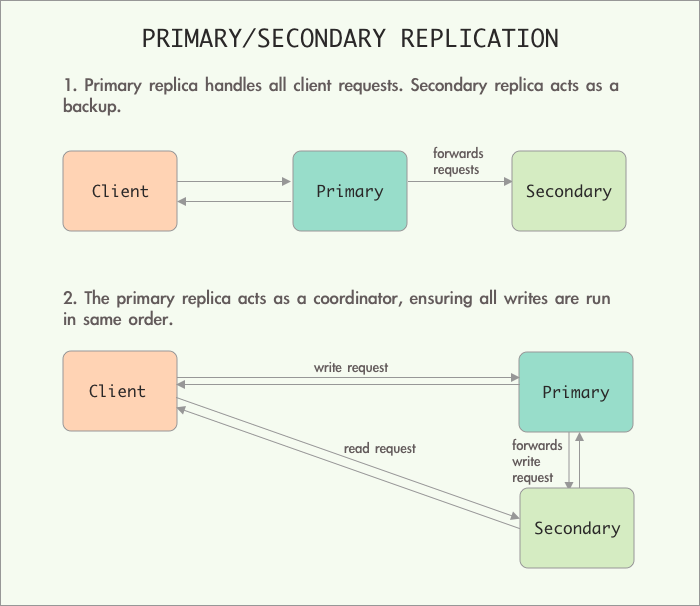 PRIMARY/SECONDARY REPLICATION
1. Primary replica handles all client requests. Secondary replica acts as a
backup.
forwards
requests
Client
Primary
Secondary
2. The primary replica acts as a coordinator, ensuring all writes are run
in same order.
write request
Client
Primary
read request
forwards
write
request
Secondary